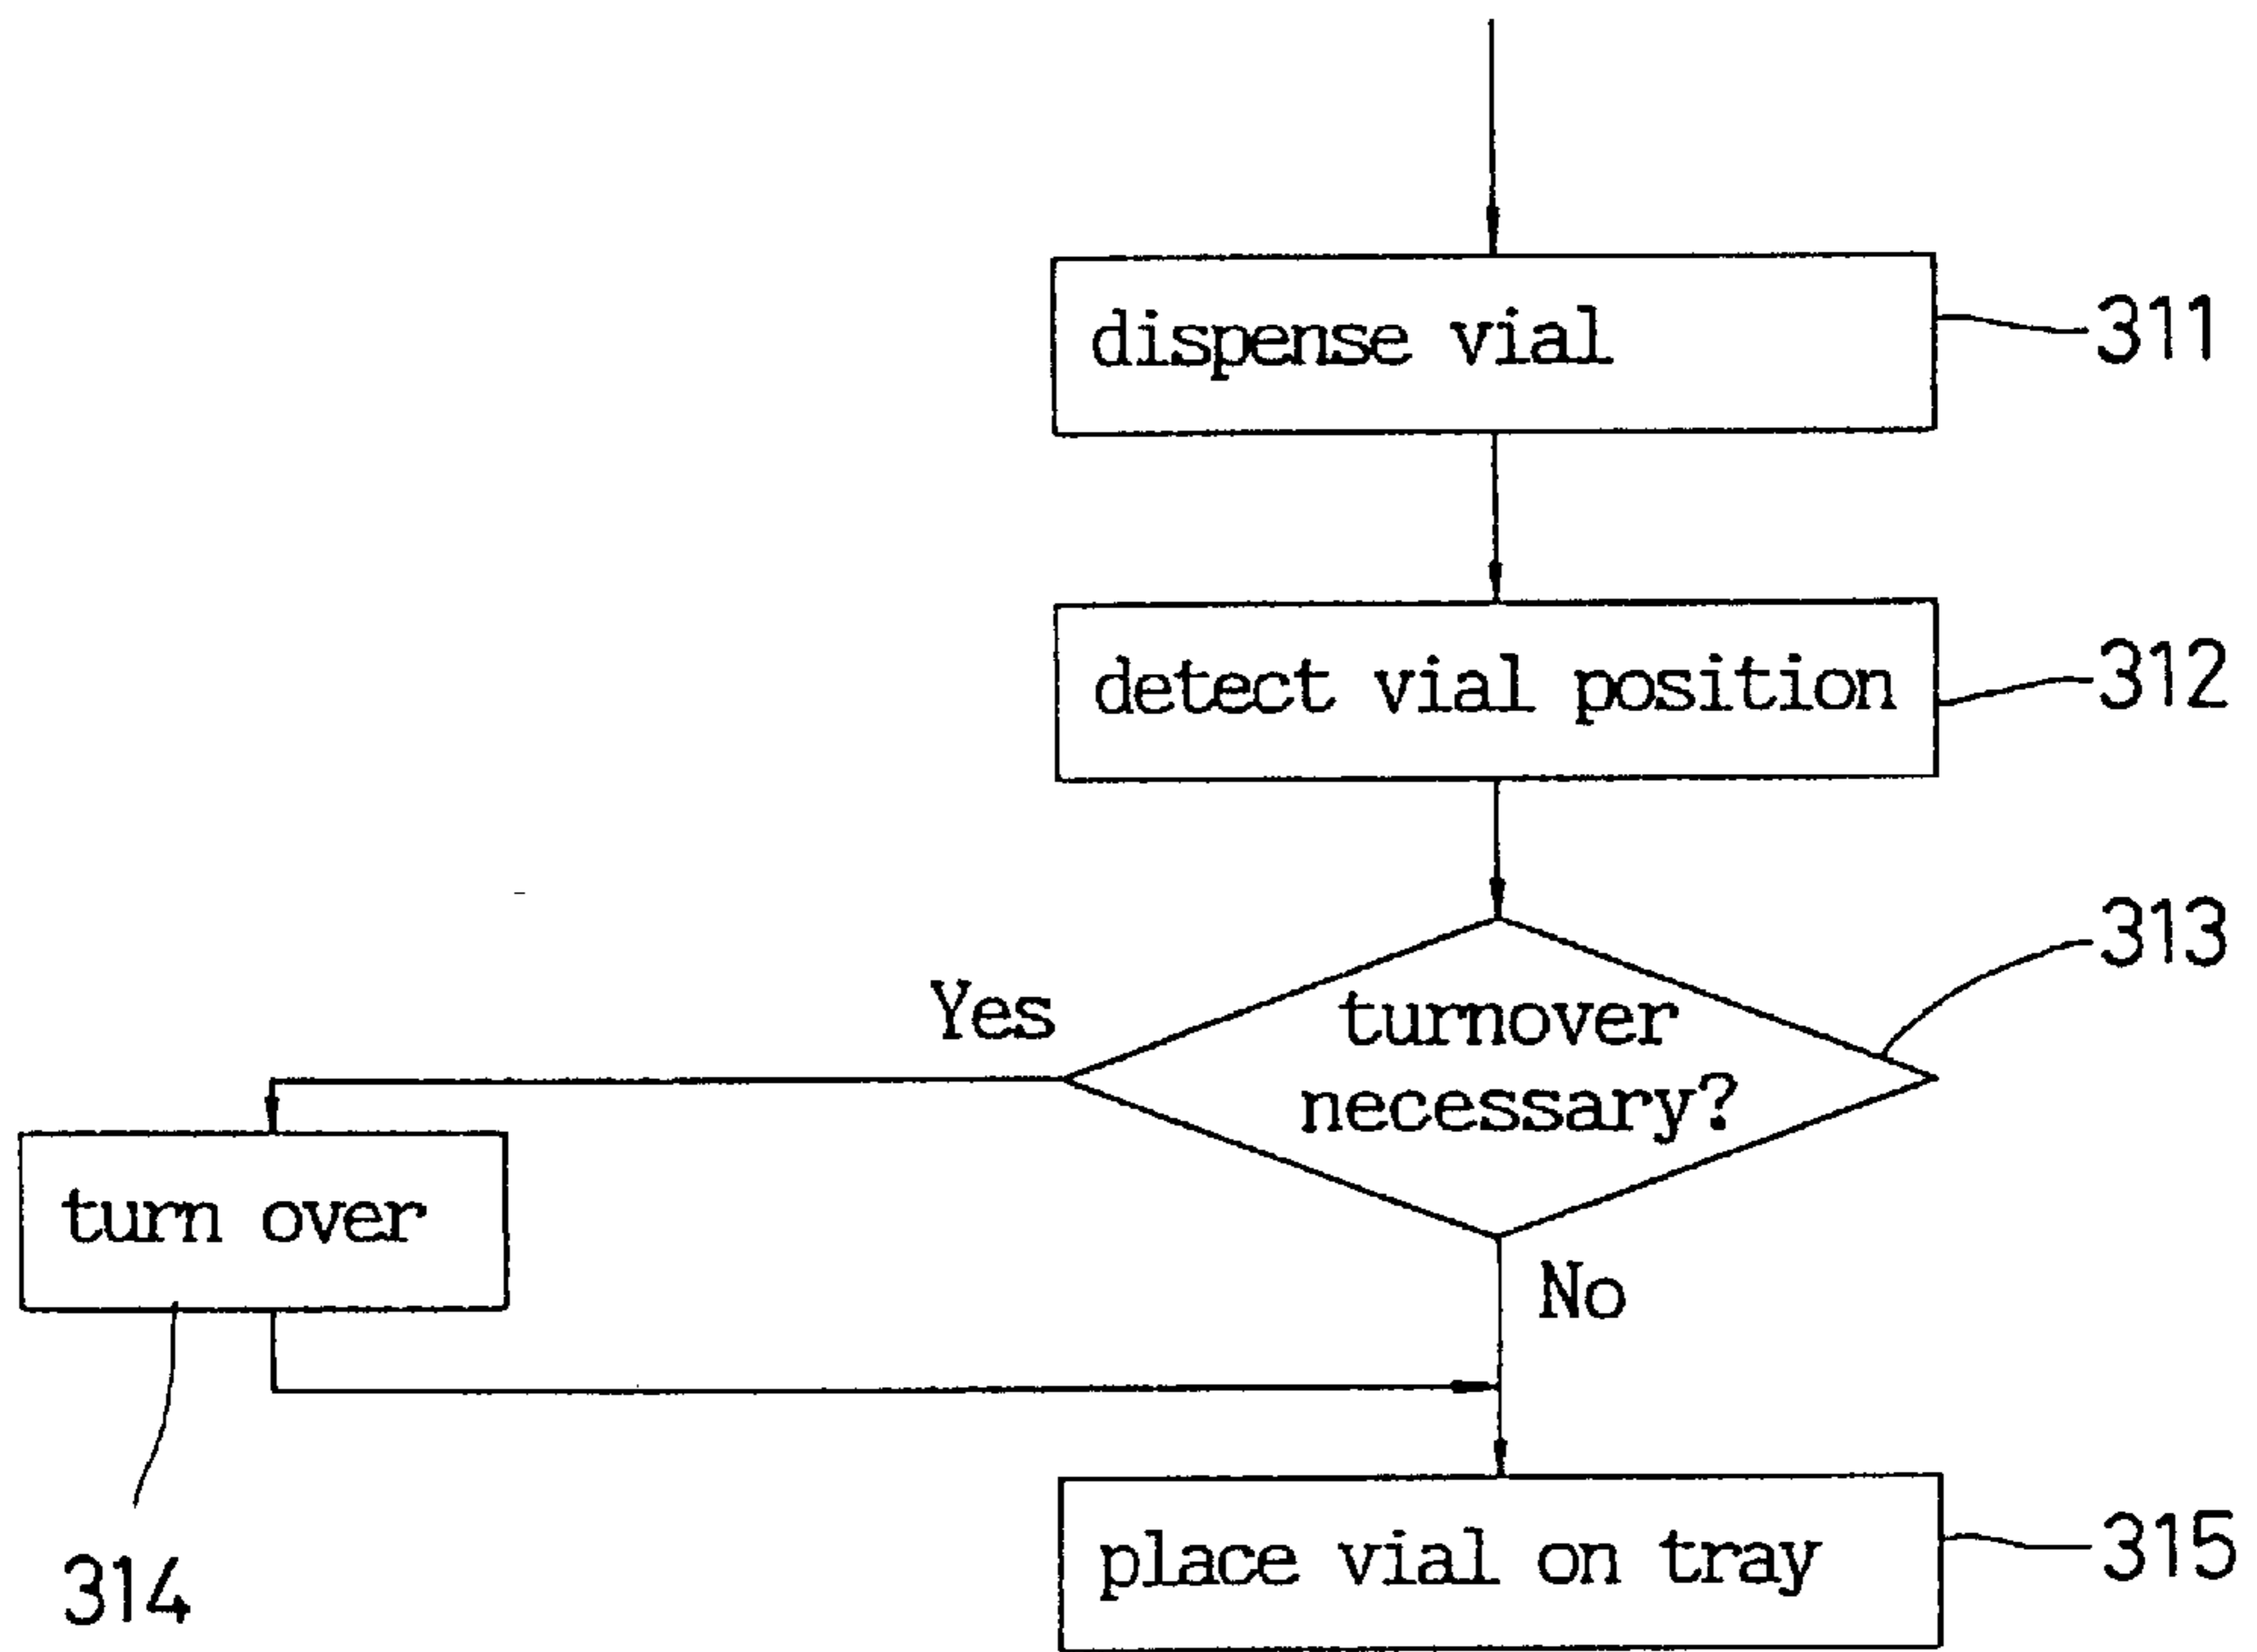 dispense vial
311
detect vial position
312
313
Yes
turnover
necessary?
turn over
No
314
place vial on tray
315